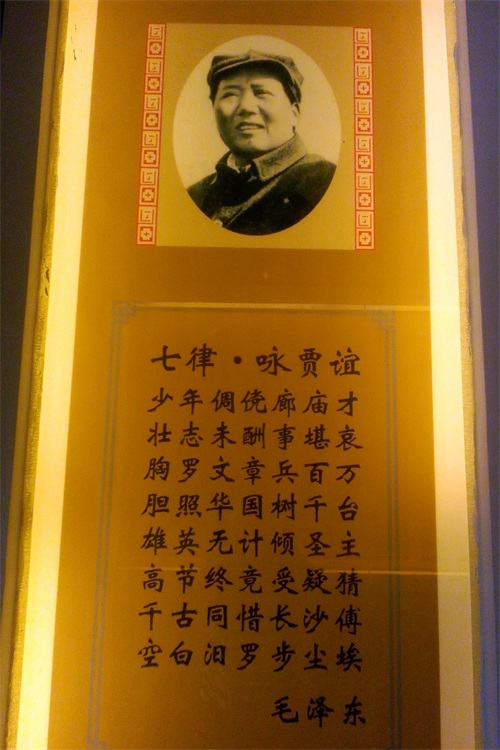 七律·咏贾谊
少年倜傥廊庙才
壮志未酬事堪哀
胸罗文章兵百万
胆照华国树千台
雄英无计倾圣主
高节终竟受疑猜
千古同惜长沙傅
空白汨罗步尘埃
毛泽东